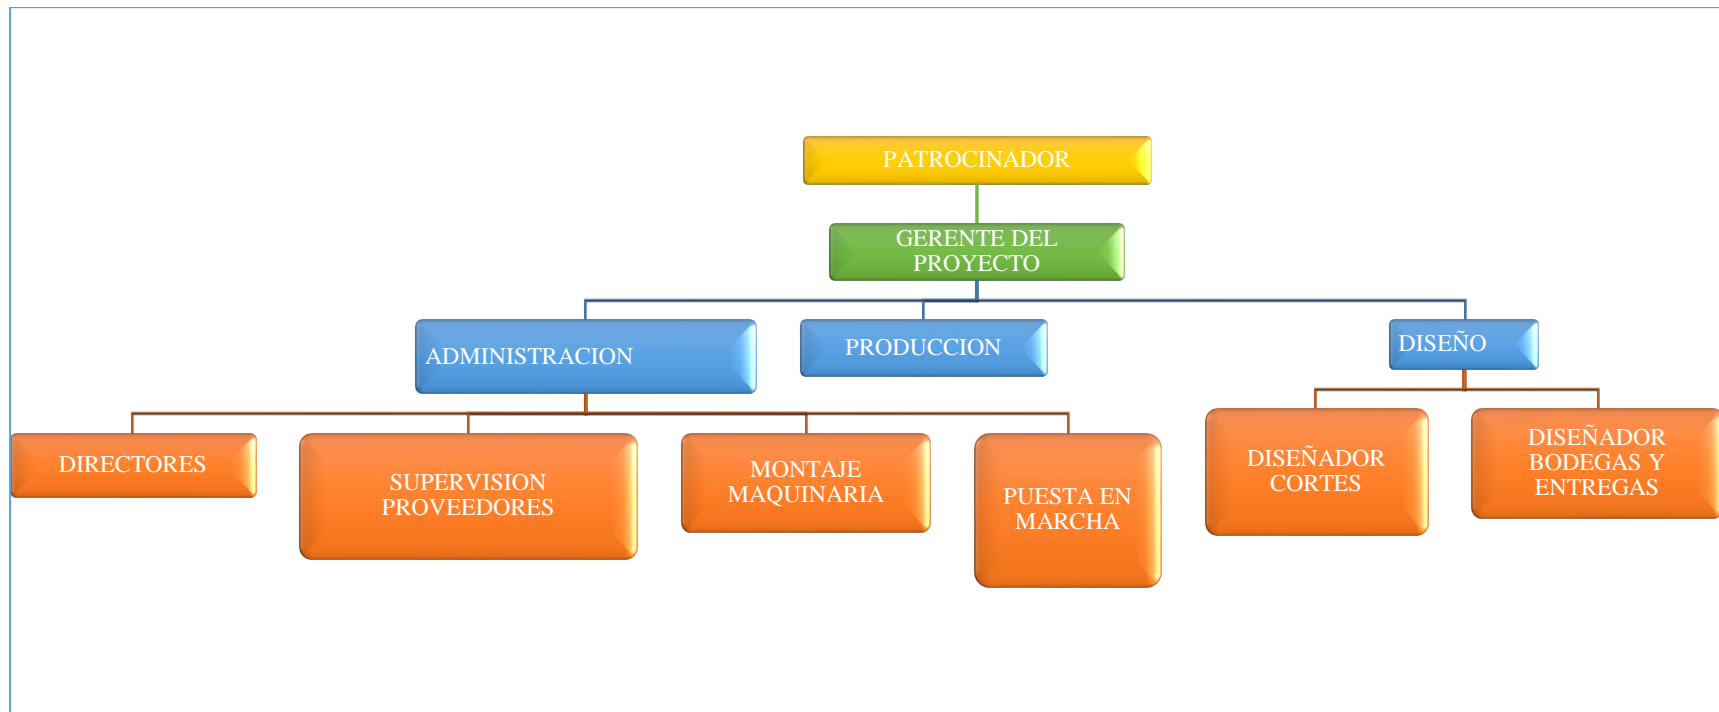 PATROCINADOR
GERENTE DEL
PROYECTO
ADMINISTRACION
PRODUCCION
DISEÑO
DIRECTORES
SUPERVISION
PROVEEDORES
MONTAJE
MAQUINARIA
PUESTA EN
MARCHA
DISEÑADOR
CORTES
DISEÑADOR
BODEGAS Y
ENTREGAS